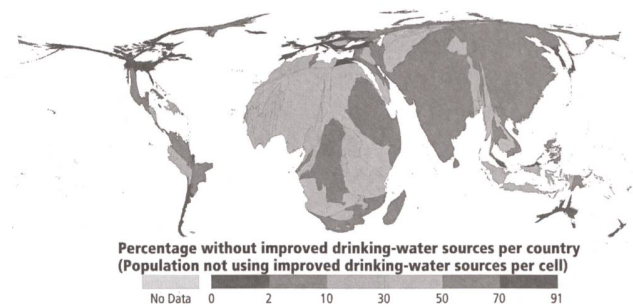 Percentage without improved drinking-water sources per country
(Population not using improved drinking-water sources per cell)
No Data 0 2 10 30 50 70 91